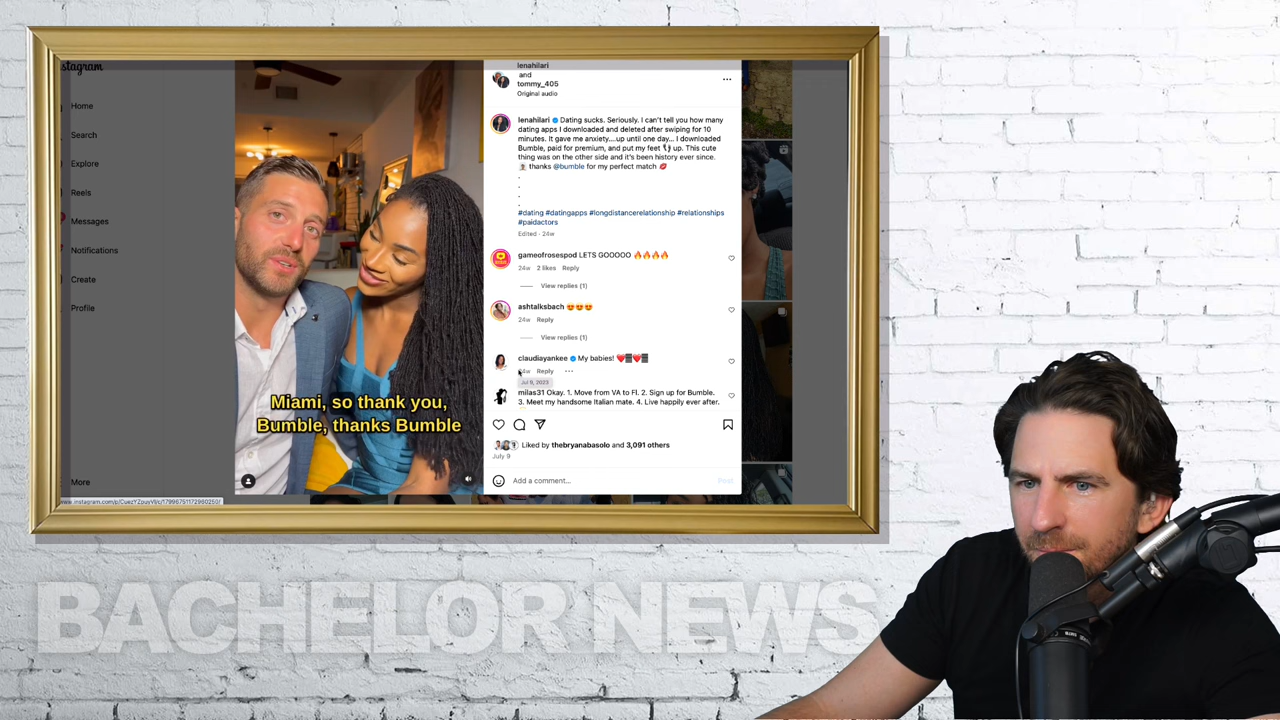 stagram
Home
Search
Explore
Reels
Messages
Notifications
Create
Profile
More
Miami, so thank you,
Bumble, thanks Bumble
lenahilari
and
tommy_405
Original audio
lenahilari Dating sucks. Seriously. I can't tell you how many
dating apps I downloaded and deleted after swiping for 10
minutes. It gave me anxiety....up until one day... I downloaded
Bumble, paid for premium, and put my feet up. This cute
thing was on the other side and it's been history ever since.
thanks @bumble for my perfect match
.
.
.
.
#dating #datingapps #longdistancerelationship #relationships
#paidactors
Edited · 24w
gameofrosespod LETS GOOOOO 🔥🔥🔥🔥
24w 2 likes Reply
View replies (1)
ashtalksbach 😍😍😍
24w Reply
View replies (1)
claudiayankee My babies!
24w Reply ...
Jul 9, 2023
milas31 Okay. 1. Move from VA to Fl. 2. Sign up for Bumble.
3. Meet my handsome Italian mate. 4. Live happily ever after.
Liked by thebryanabasolo and 3,091 others
July 9
Add a comment...
Post
BACHELOR NEWS